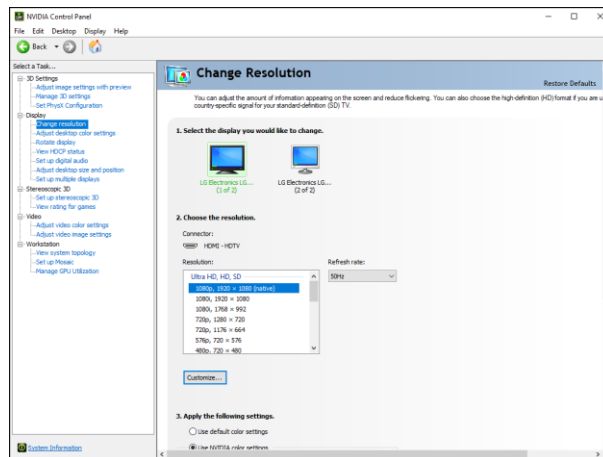 NVIDIA Control Panel
File Edit Desktop Display Help
Back
Select a Task...
3D Settings
Adjust image settings with preview
Manage 3D settings
Set PhysX Configuration
Display
Change resolution
Adjust desktop color settings
Rotate display
View HDCP status
Set up digital audio
Adjust desktop size and position
Set up multiple displays
Stereoscopic 3D
Set up stereoscopic 3D
View rating for games
Video
Adjust video color settings
Adjust video image settings
Workstation
View system topology
Set up Mosaic
Manage GPU Utilization
System Information
Change Resolution
Restore Defaults
You can adjust the amount of information appearing on the screen and reduce flickering. You can also choose the high-definition (HD) format if you are u
country-specific signal for your standard-definition (SD) TV.
1. Select the display you would like to change.
LG Electronics LG...
(1 of 2)
LG Electronics LG...
(2 of 2)
2. Choose the resolution.
Connector:
HDMI - HDTV
Resolution:
Refresh rate:
Ultra HD, HD, SD
50Hz
1080p, 1920 × 1080 (native)
1080i, 1920 × 1080
1080i, 1768 × 992
720p, 1280 × 720
720p, 1176 × 664
576p, 720 × 576
480p, 720 × 480
Customize...
3. Apply the following settings.
Use default color settings
Use NVIDIA color settings